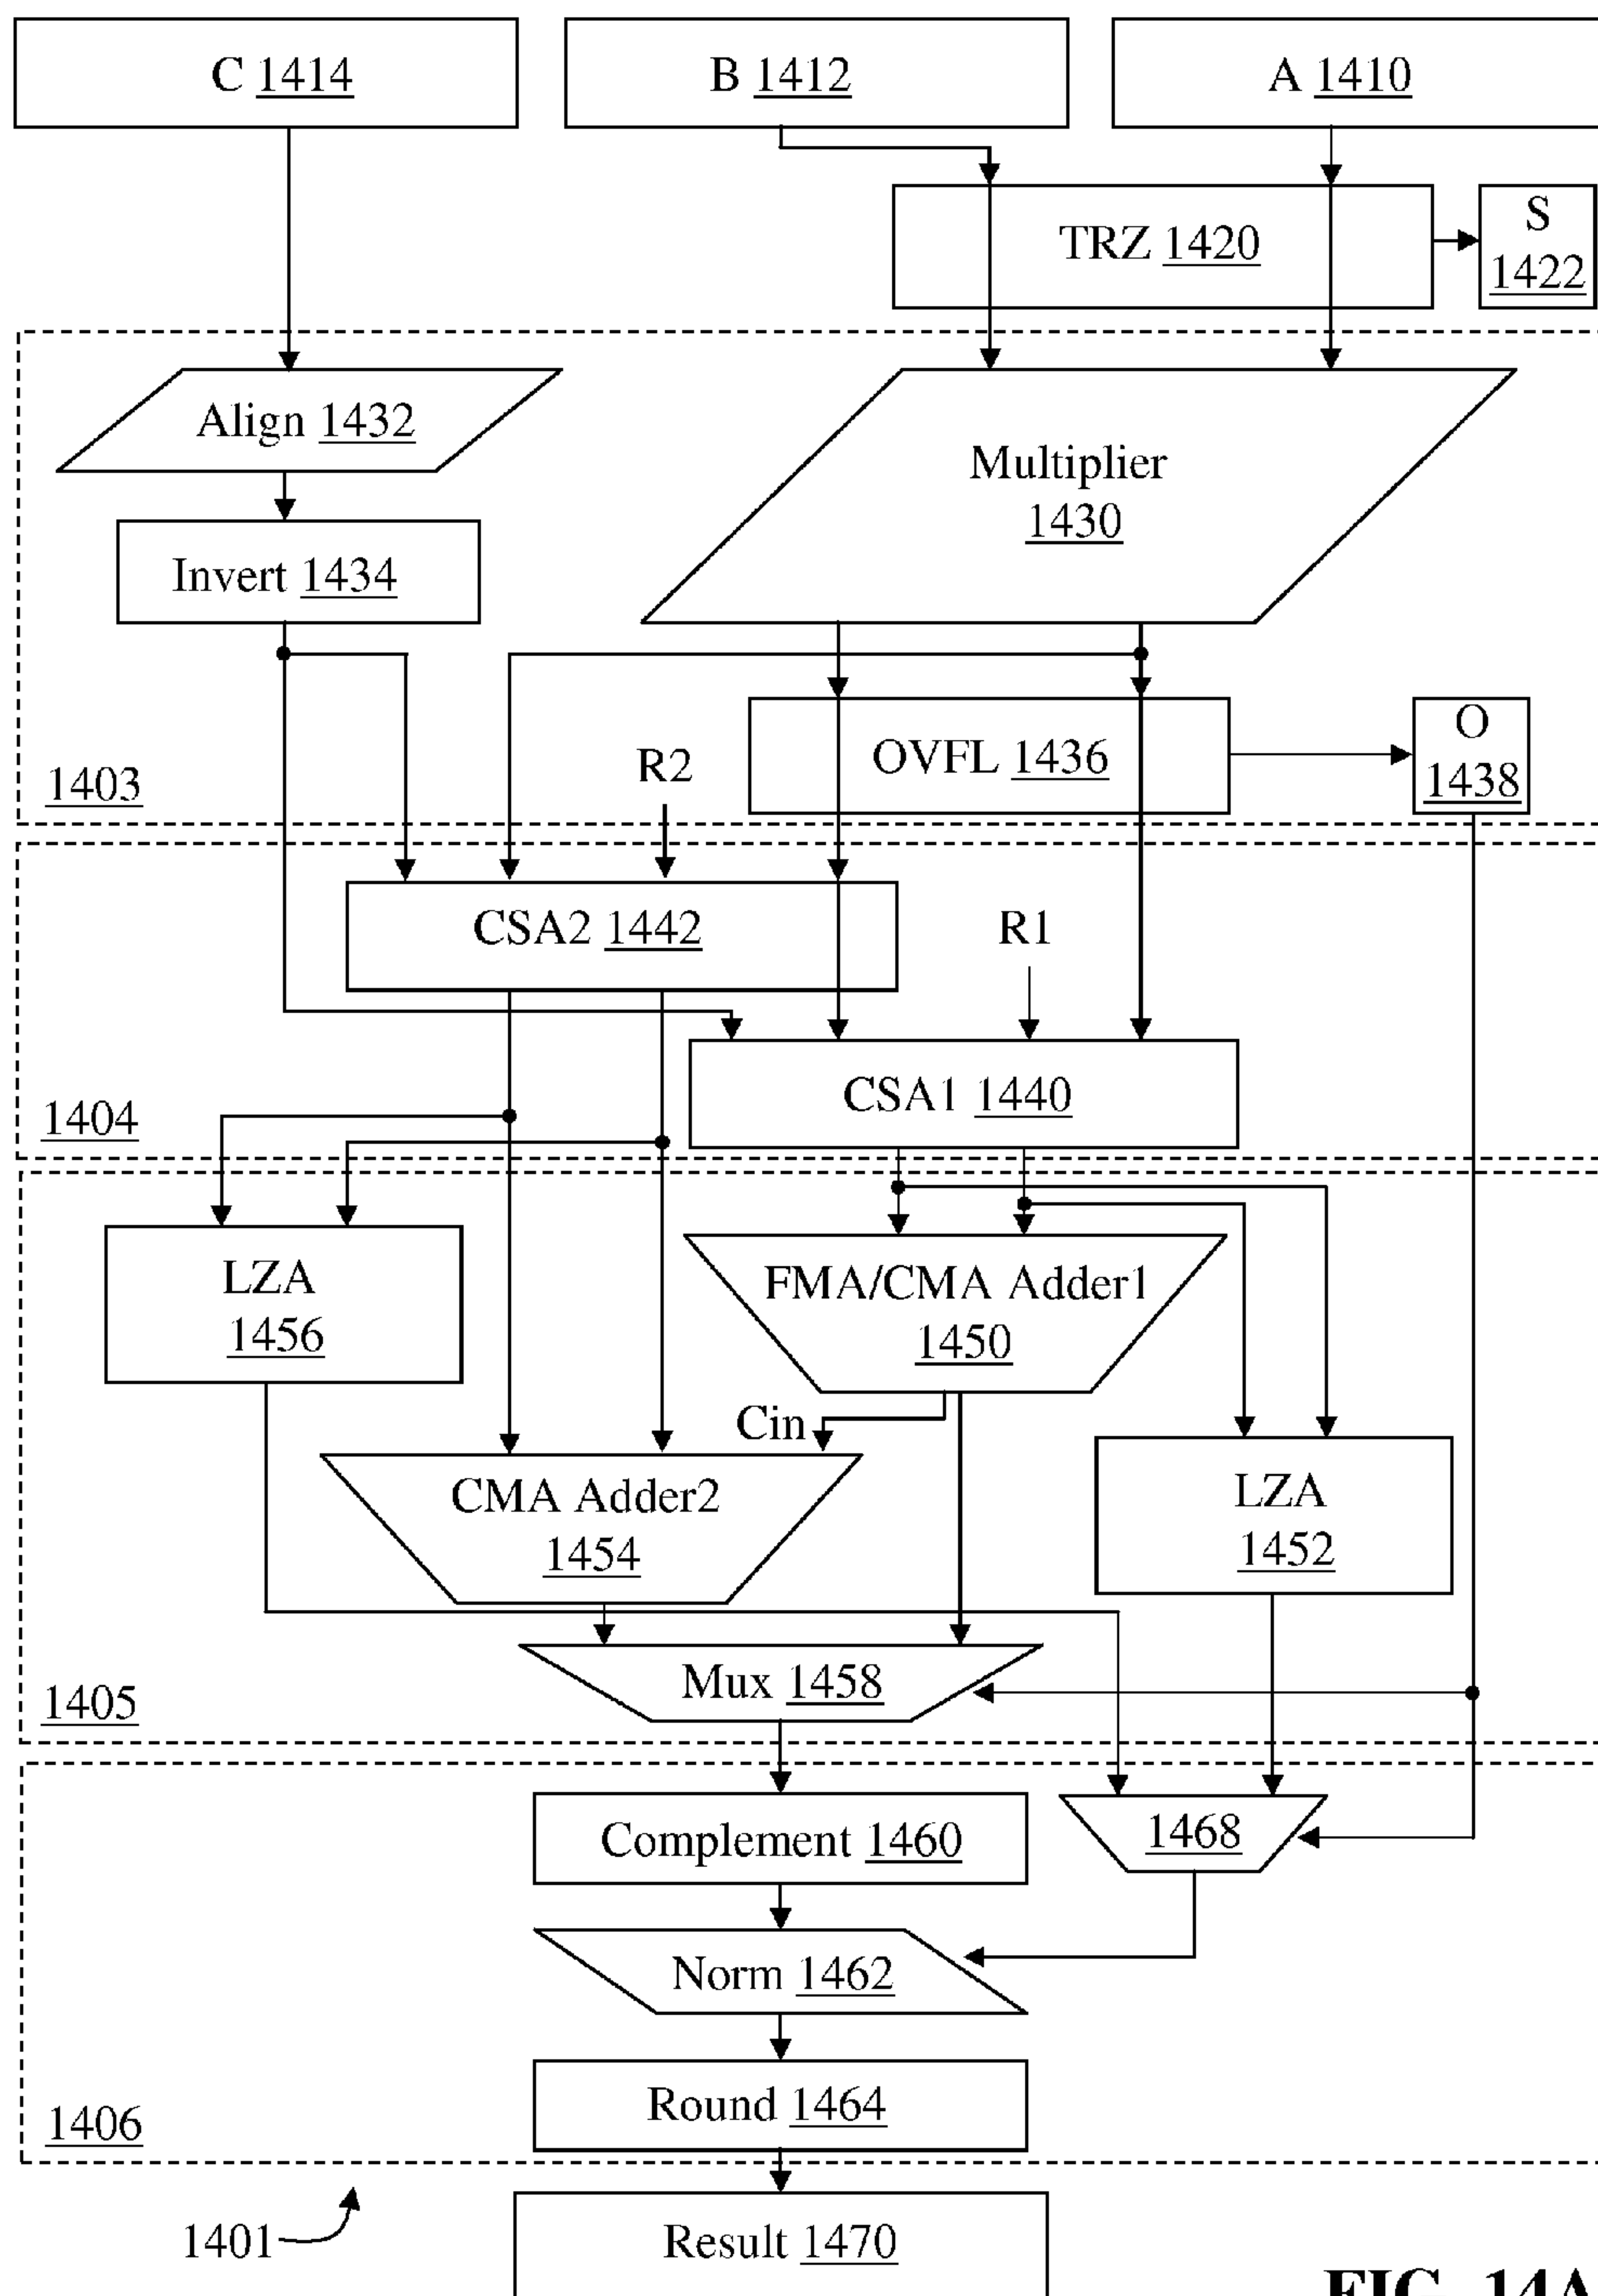 C 1414
B 1412
A 1410
TRZ 1420
S
1422
Align 1432
Multiplier
1430
Invert 1434
OVFL 1436
O
1438
R2
1403
CSA2 1442
R1
CSA1 1440
1404
LZA
1456
FMA/CMA Adder1
1450
Cin
CMA Adder2
1454
LZA
1452
Mux 1458
1405
Complement 1460
1468
Norm 1462
Round 1464
1406
1401
Result 1470
FIG. 14A